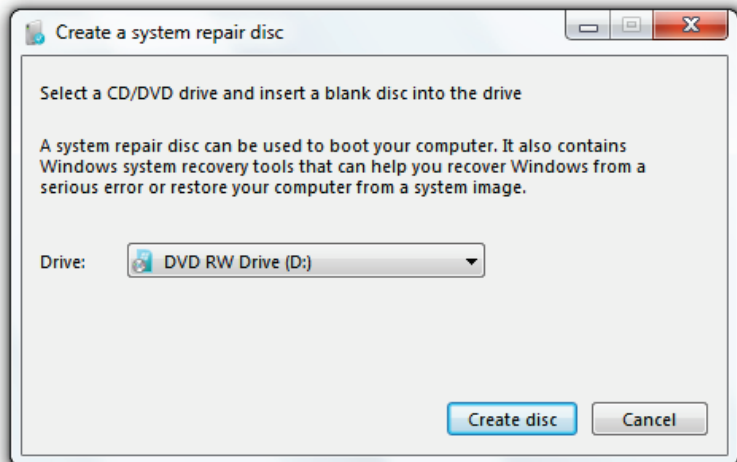 Create a system repair disc
Select a CD/DVD drive and insert a blank disc into the drive
A system repair disc can be used to boot your computer. It also contains
Windows system recovery tools that can help you recover Windows from a
serious error or restore your computer from a system image.
Drive: DVD RW Drive (D:)
Create disc Cancel